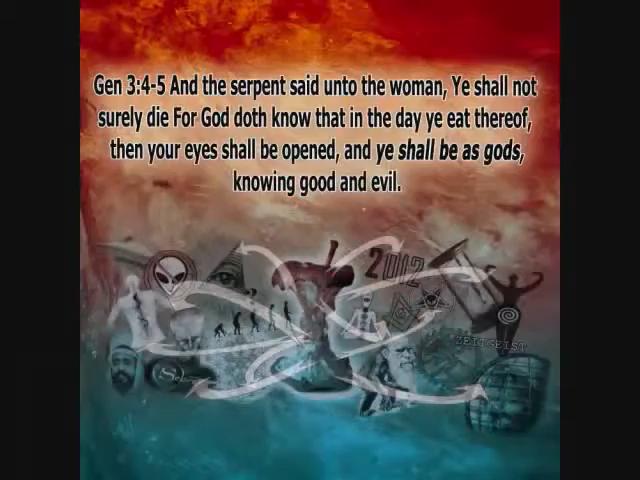 Gen 3:4-5 And the serpent said unto the woman, Ye shall not
surely die For God doth know that in the day ye eat thereof,
then your eyes shall be opened, and ye shall be as gods,
knowing good and evil.
2012
ZEITGEIST